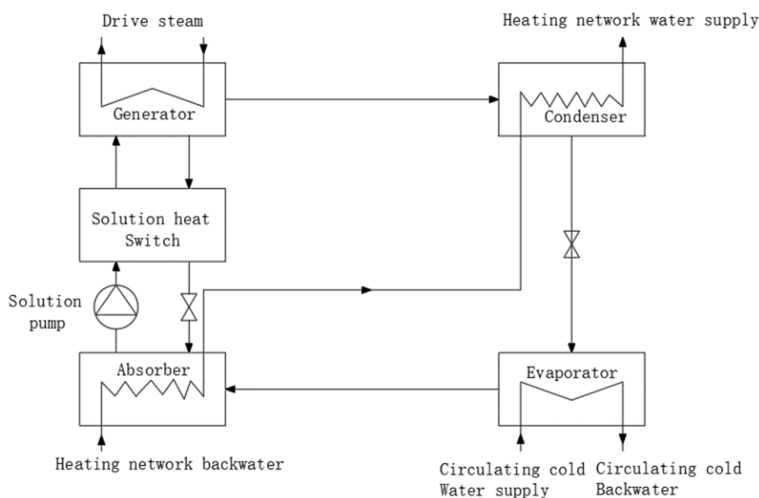 Drive steam
Heating network water supply
Generator
Condenser
Solution heat
Switch
Solution
pump
Absorber
Evaporator
Heating network backwater
Circulating cold
Water supply
Circulating cold
Backwater